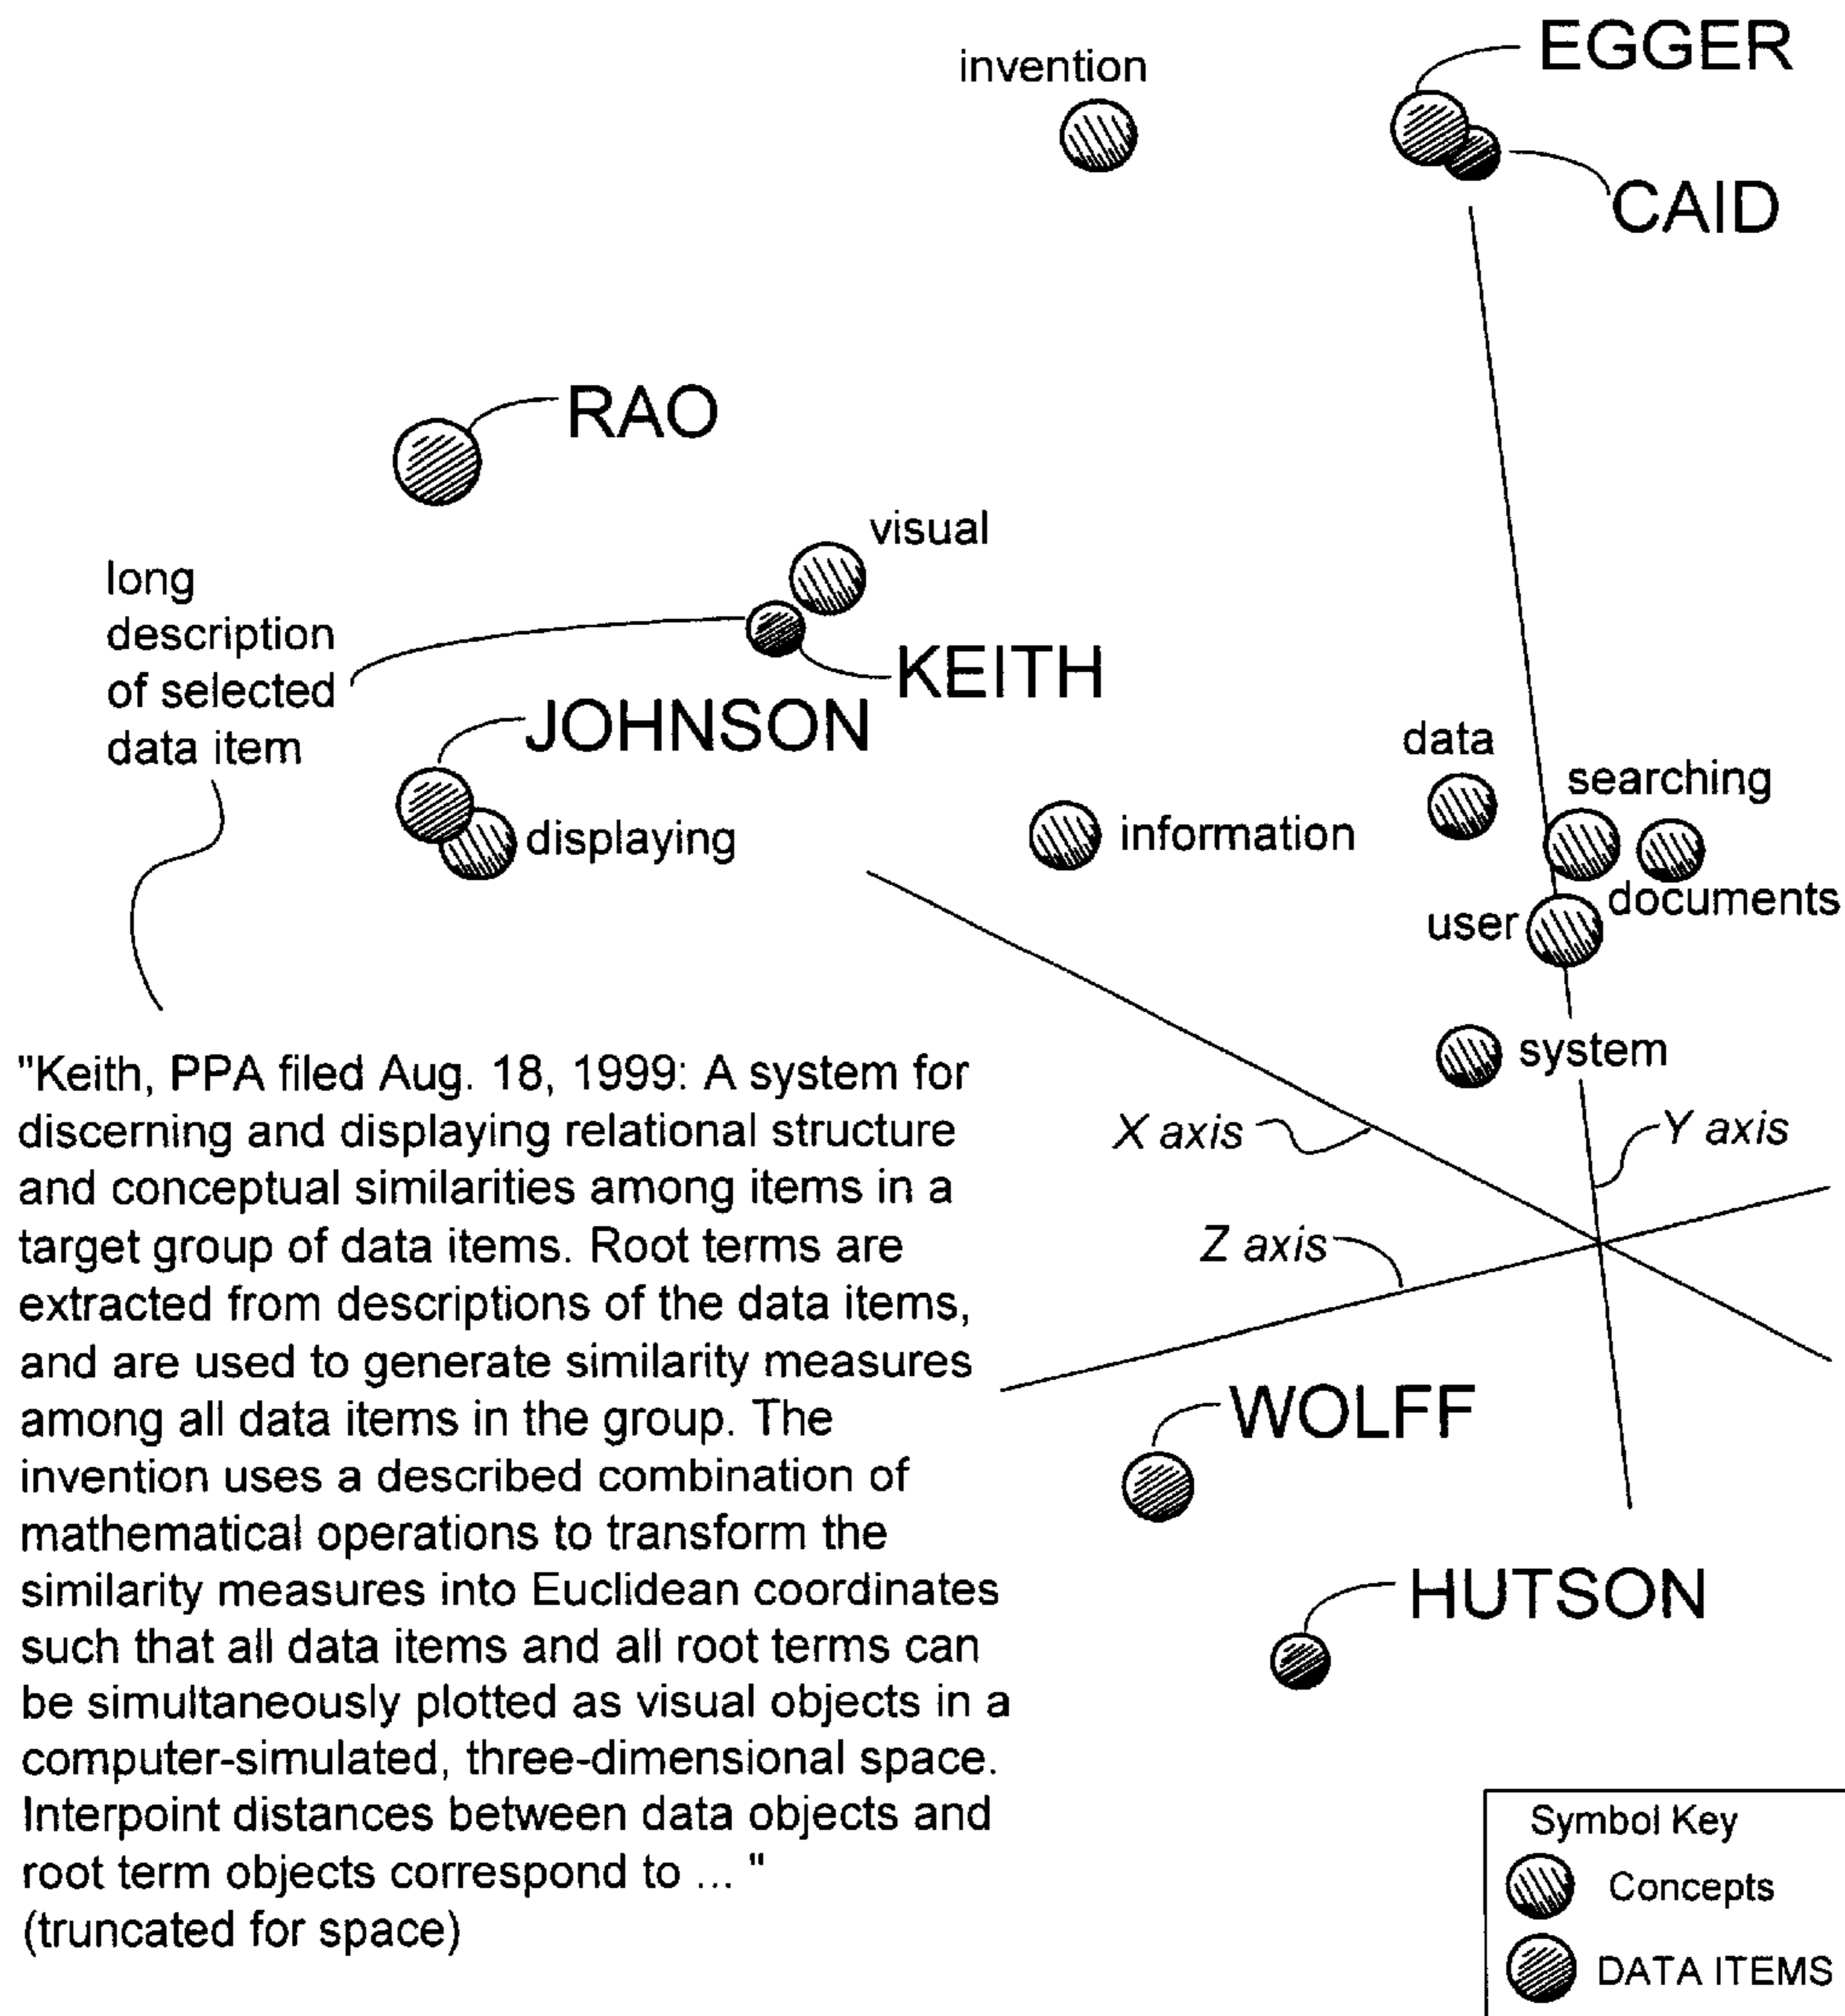 invention
EGGER
CAID
RAO
visual
long
description
of selected
data item
KEITH
JOHNSON
displaying
information
data
searching
documents
user
system
X axis
Y axis
Z axis
"Keith, PPA filed Aug. 18, 1999: A system for
discerning and displaying relational structure
and conceptual similarities among items in a
target group of data items. Root terms are
extracted from descriptions of the data items,
and are used to generate similarity measures
among all data items in the group. The
invention uses a described combination of
mathematical operations to transform the
similarity measures into Euclidean coordinates
such that all data items and all root terms can
be simultaneously plotted as visual objects in a
computer-simulated, three-dimensional space.
Interpoint distances between data objects and
root term objects correspond to ... "
(truncated for space)
WOLFF
HUTSON
Symbol Key
Concepts
DATA ITEMS